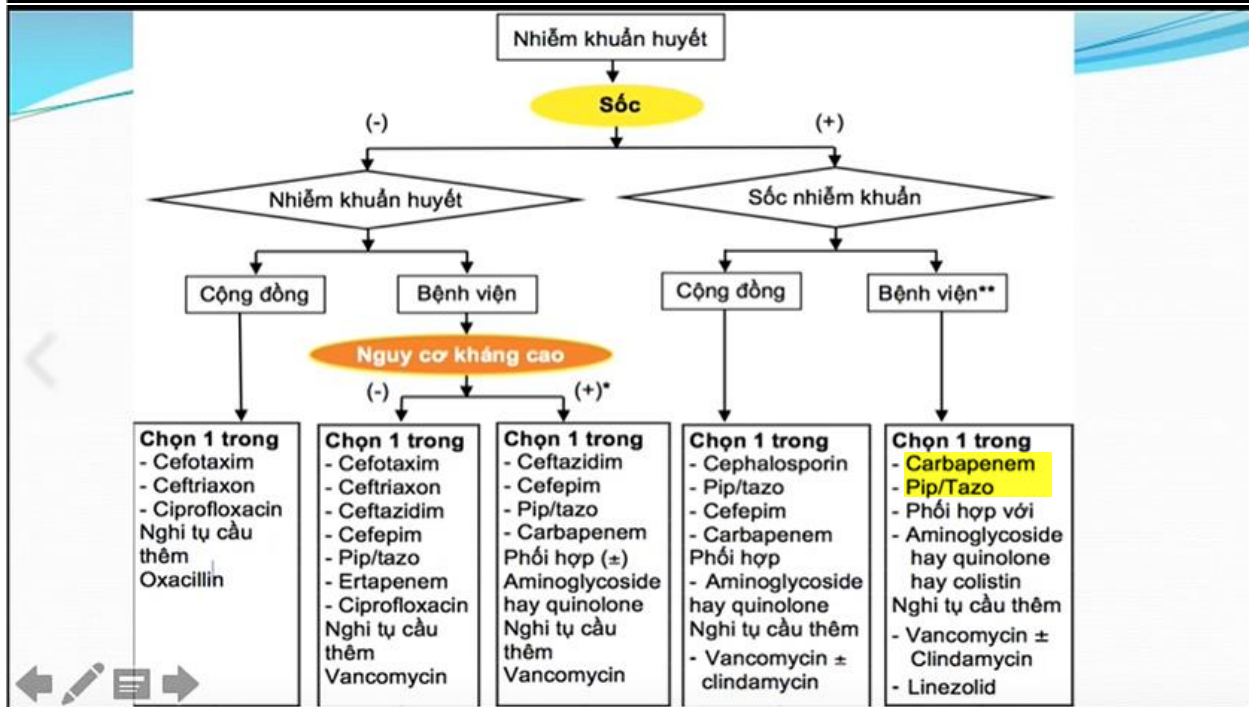 Nhiễm khuẩn huyết
Sốc
(-)
(+)
Nhiễm khuẩn huyết
Sốc nhiễm khuẩn
Cộng đồng
Bệnh viện
Cộng đồng
Bệnh viện**
Nguy cơ kháng cao
(-)
(+)*
Chọn 1 trong
- Cefotaxim
- Ceftriaxon
- Ciprofloxacin
Nghi tụ cầu
thêm
Oxacillin
Chọn 1 trong
- Cefotaxim
- Ceftriaxon
- Ceftazidim
- Cefepim
- Pip/tazo
- Ertapenem
- Ciprofloxacin
Nghi tụ cầu
thêm
Vancomycin
Chọn 1 trong
- Ceftazidim
- Cefepim
- Pip/tazo
- Carbapenem
Phối hợp (±)
Aminoglycoside
hay quinolone
Nghi tụ cầu
thêm
Vancomycin
Chọn 1 trong
- Cephalosporin
- Pip/tazo
- Cefepim
- Carbapenem
Phối hợp
- Aminoglycoside
hay quinolone
Nghi tụ cầu thêm
- Vancomycin ±
clindamycin
Chọn 1 trong
- Carbapenem
- Pip/Tazo
- Phối hợp với
- Aminoglycoside
hay quinolone
hay colistin
Nghi tụ cầu thêm
- Vancomycin ±
Clindamycin
- Linezolid